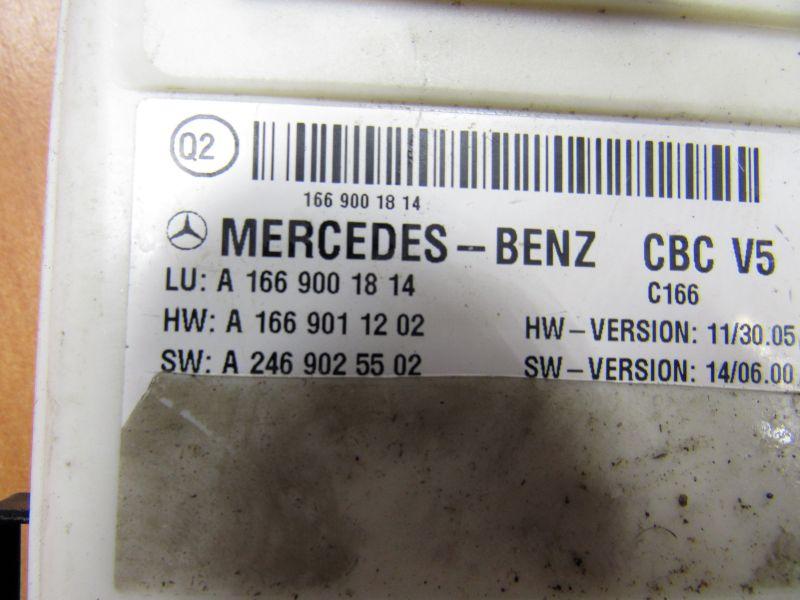 Q2
166 900 18 14
MERCEDES-BENZ CBC V5
LU: A 166 900 18 14 C166
HW: A 166 901 12 02 HW-VERSION: 11/30.05
SW: A 246 902 55 02 SW-VERSION: 14/06.00